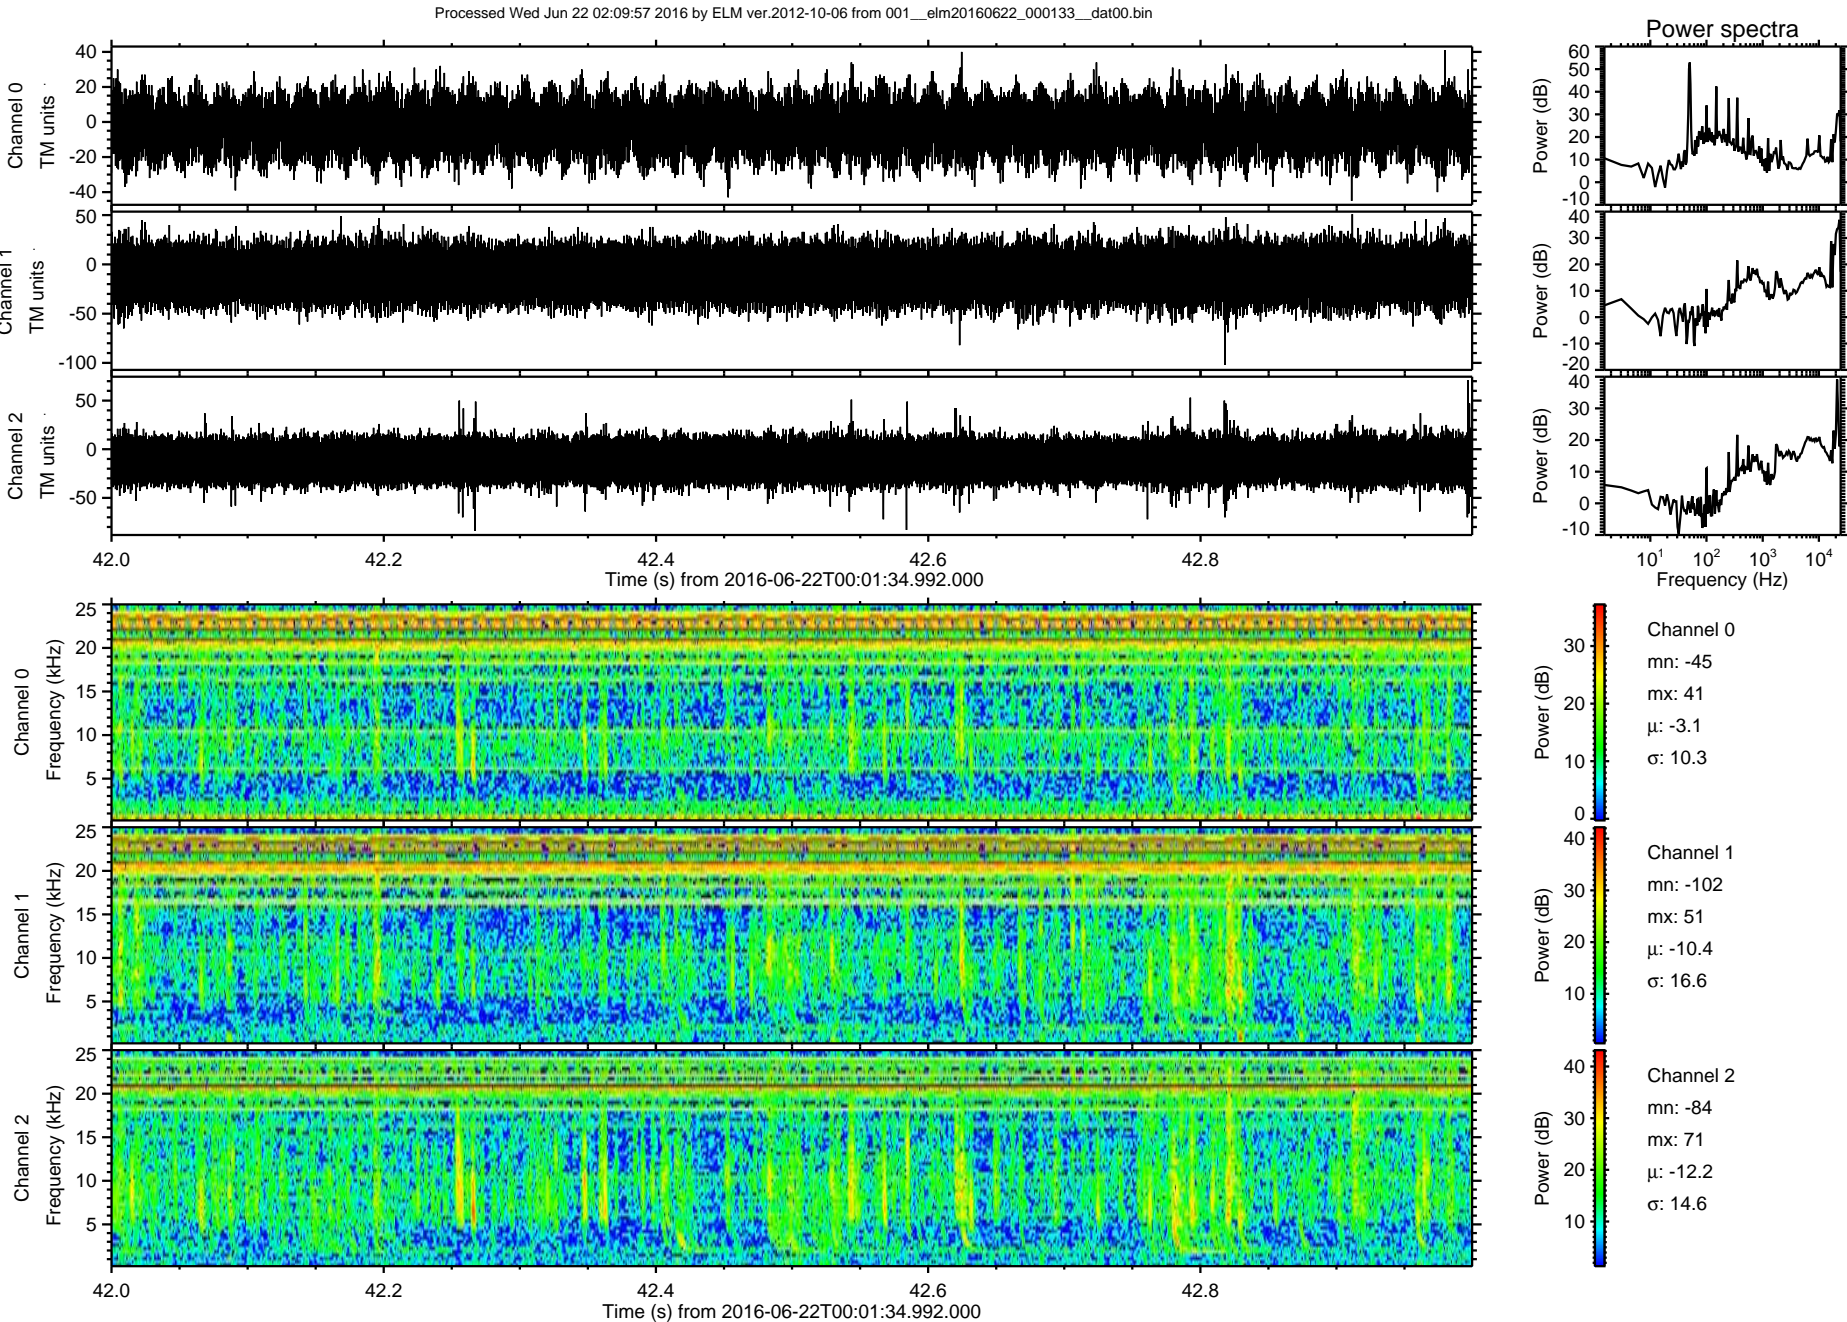 Processed Wed Jun 22 02:09:57 2016 by ELM ver.2012-10-06 from 001__elm20160622_000133__dat00.bin
Power spectra
Channel 0
TM units
40
20
0
-20
-40
Power (dB)
60
50
40
30
20
10
0
-10
Channel 1
TM units
50
0
-50
-100
Power (dB)
40
30
20
10
0
-10
-20
Channel 2
TM units
50
0
-50
Power (dB)
40
30
20
10
0
-10
42.0 42.2 42.4 42.6 42.8
Time (s) from 2016-06-22T00:01:34.992.000
10¹ 10² 10³ 10⁴
Frequency (Hz)
Channel 0
Frequency (kHz)
25
20
15
10
5
Power (dB)
30
20
10
0
Channel 0
mn: -45
mx: 41
μ: -3.1
σ: 10.3
Channel 1
Frequency (kHz)
25
20
15
10
5
Power (dB)
40
30
20
10
Channel 1
mn: -102
mx: 51
μ: -10.4
σ: 16.6
Channel 2
Frequency (kHz)
25
20
15
10
5
Power (dB)
40
30
20
10
Channel 2
mn: -84
mx: 71
μ: -12.2
σ: 14.6
42.0 42.2 42.4 42.6 42.8
Time (s) from 2016-06-22T00:01:34.992.000